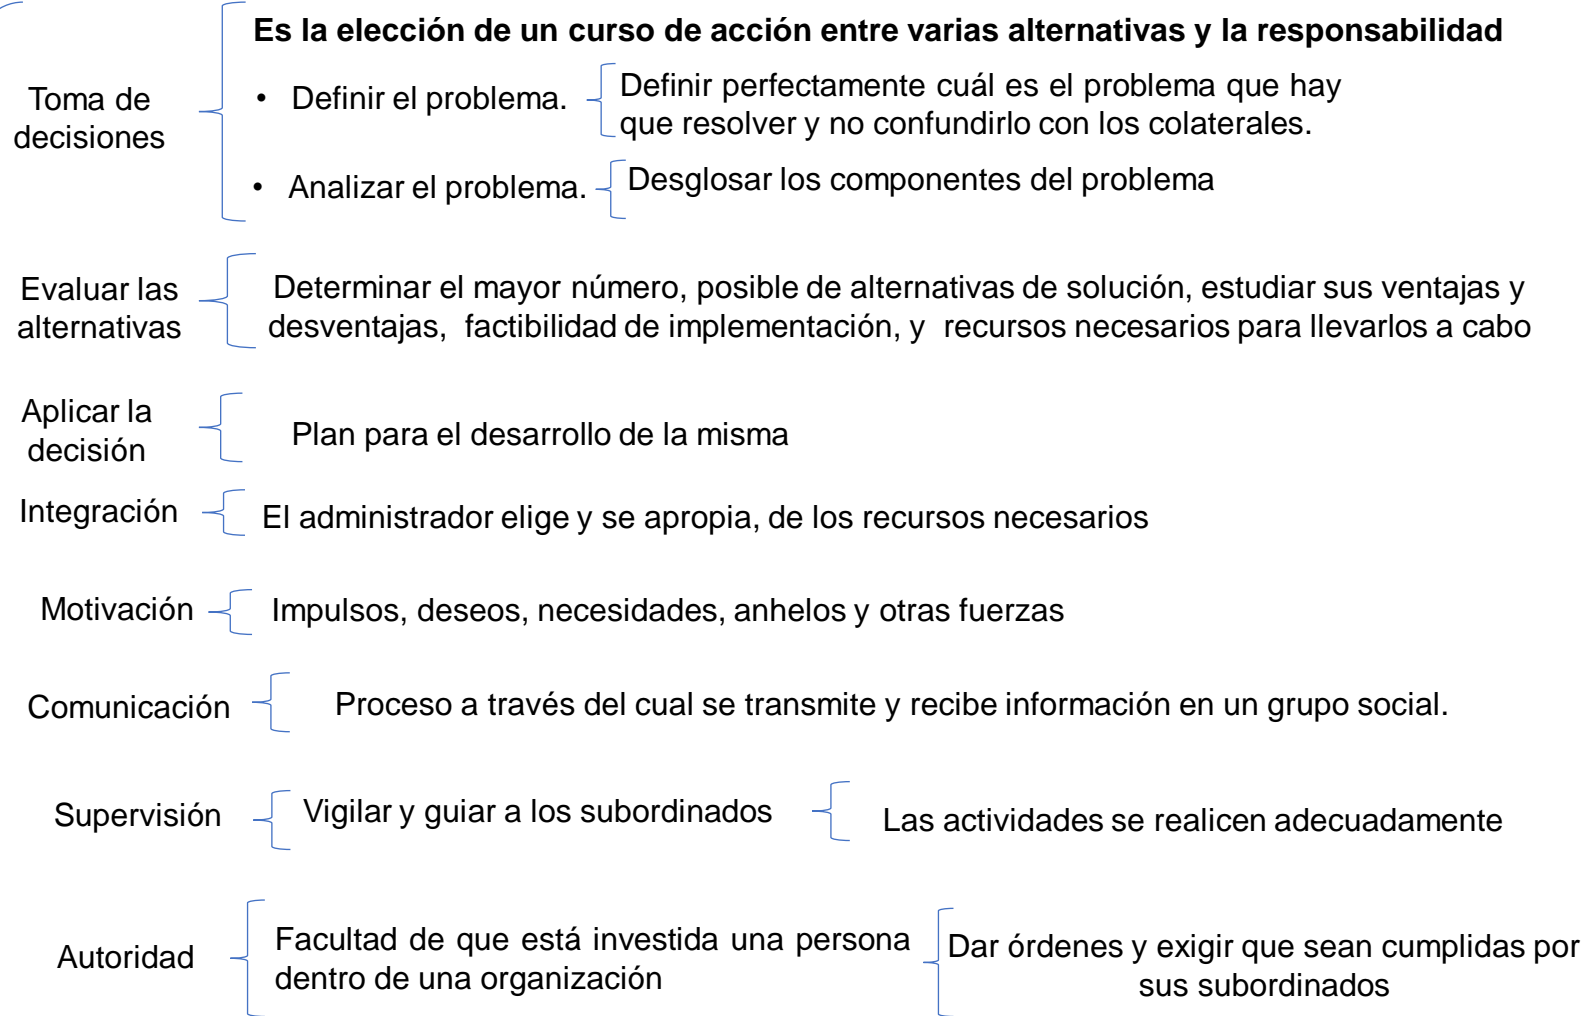 Es la elección de un curso de acción entre varias alternativas y la responsabilidad
Toma de
decisiones
• Definir el problema.
Definir perfectamente cuál es el problema que hay
que resolver y no confundirlo con los colaterales.
• Analizar el problema.
Desglosar los componentes del problema
Evaluar las
alternativas
Determinar el mayor número, posible de alternativas de solución, estudiar sus ventajas y
desventajas, factibilidad de implementación, y recursos necesarios para llevarlos a cabo
Aplicar la
decisión
Plan para el desarrollo de la misma
Integración
El administrador elige y se apropia, de los recursos necesarios
Motivación
Impulsos, deseos, necesidades, anhelos y otras fuerzas
Comunicación
Proceso a través del cual se transmite y recibe información en un grupo social.
Supervisión
Vigilar y guiar a los subordinados
Las actividades se realicen adecuadamente
Autoridad
Facultad de que está investida una persona
dentro de una organización
Dar órdenes y exigir que sean cumplidas por
sus subordinados